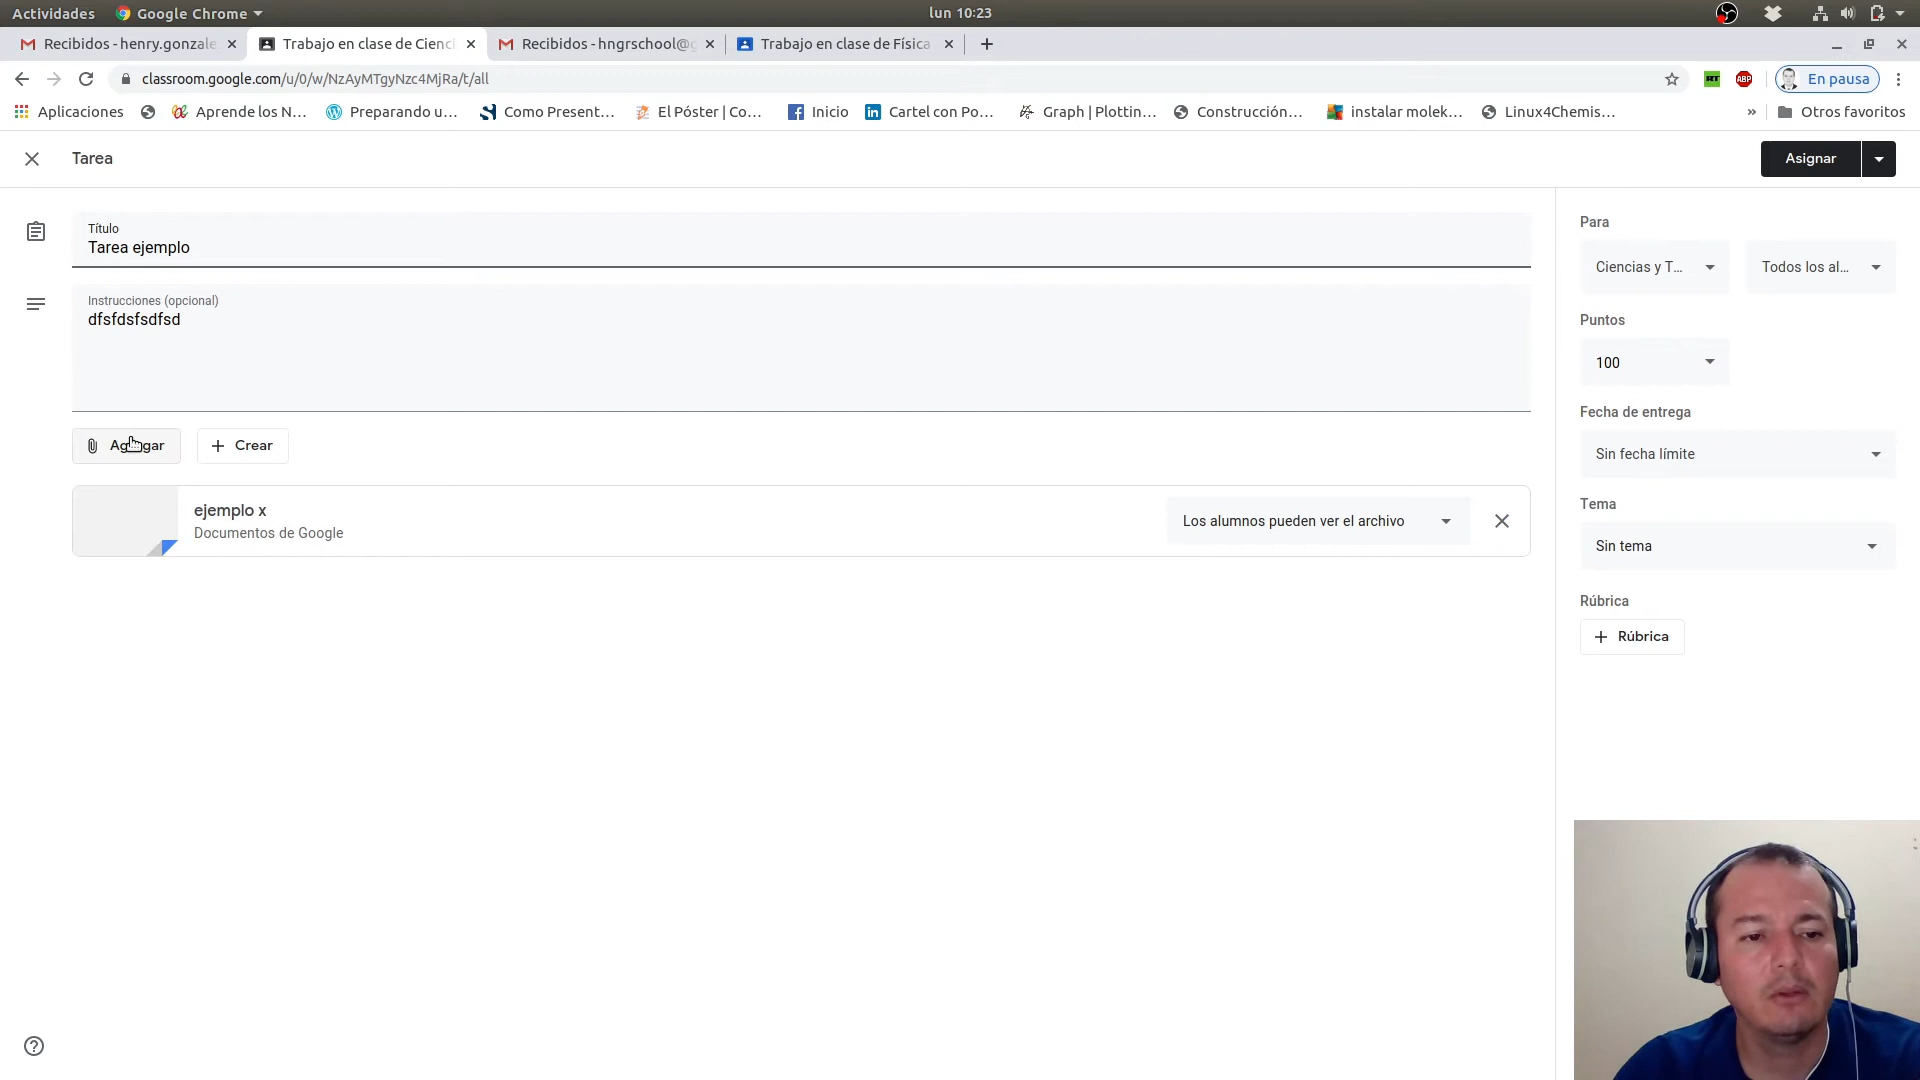 Actividades Google Chrome lun 10:23
Recibidos - henry.gonzale Trabajo en clase de Cienci Recibidos - hngrschool@g Trabajo en clase de Física
classroom.google.com/u/0/w/NzAyMTgyNzc4MjRa/t/all En pausa
Aplicaciones Aprende los N... Preparando u... Como Present... El Póster | Co... Inicio Cartel con Po... Graph | Plottin... Construcción... instalar molek... Linux4Chemis... » Otros favoritos
Tarea
Asignar
Título
Tarea ejemplo
Instrucciones (opcional)
dfsfdsfsdfsd
Agregar + Crear
ejemplo x
Documentos de Google
Los alumnos pueden ver el archivo
Para
Ciencias y T... Todos los al...
Puntos
100
Fecha de entrega
Sin fecha límite
Tema
Sin tema
Rúbrica
+ Rúbrica